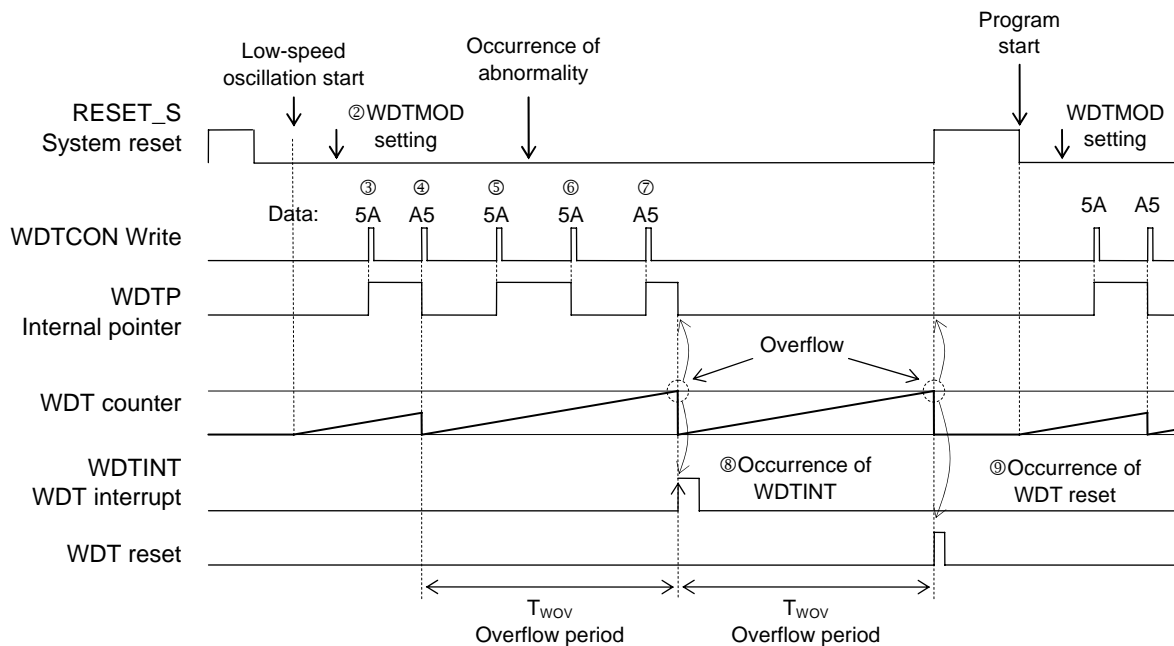 Program
start
Low-speed
oscillation start
Occurrence of
abnormality
RESET_S
System reset
②WDTMOD
setting
WDTMOD
setting
③ ④ ⑤ ⑥ ⑦
Data: 5A A5 5A 5A A5 5A A5
WDTCON Write
WDTP
Internal pointer
Overflow
WDT counter
WDTINT
WDT interrupt
⑧Occurrence of
WDTINT
⑨Occurrence of
WDT reset
WDT reset
TWOV
Overflow period
TWOV
Overflow period